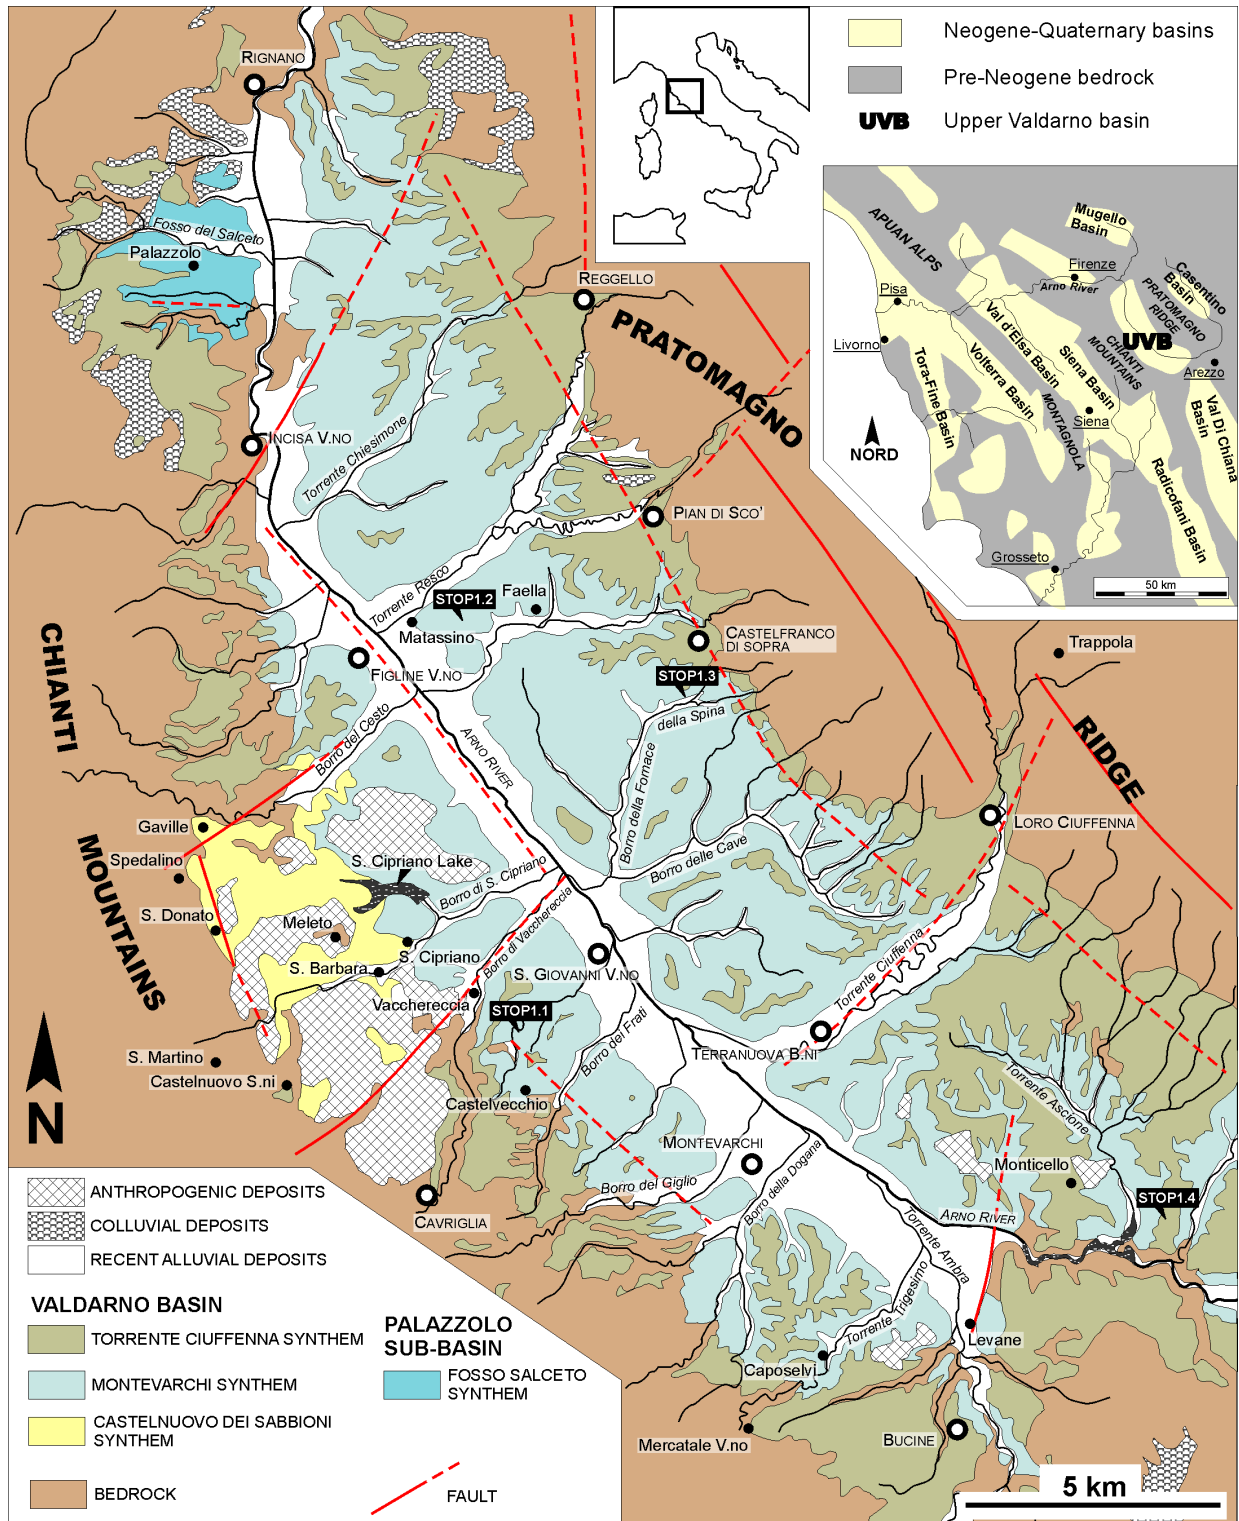 Neogene-Quaternary basins
Pre-Neogene bedrock
UVB Upper Valdarno basin
APUAN ALPS
Mugello
Basin
Firenze
Arno River
Casentino
Basin
PRATOMAGNO
RIDGE
Pisa
Livorno
Val d'Elsa Basin
Volterra Basin
Siena Basin
CHIANTI
MOUNTAINS
UVB
Arezzo
Tora-Fine Basin
MONTAGNOLA
Siena
Val Di Chiana
Basin
Radicofani Basin
NORD
Grosseto
50 km
RIGNANO
Fosso del Salceto
Palazzolo
REGGELLO
PRATOMAGNO
INCISA V.NO
Torrente Chiesimone
PIAN DI SCO'
Torrente Resco
STOP1.2
Faella
Matassino
CASTELFRANCO
DI SOPRA
Trappola
CHIANTI
FIGLINE V.NO
STOP1.3
della Spina
Borro del Cesto
ARNO RIVER
RIDGE
Borro della Fornace
Gaville
LORO CIUFFENNA
MOUNTAINS
Spedalino
S. Cipriano Lake
Borro di S. Cipriano
Borro delle Cave
S. Donato
Meleto
Borro di Vacchereccia
S. Barbara
S. Cipriano
S. GIOVANNI V.NO
Torrente Ciuffenna
Vacchereccia
STOP1.1
Borro dei Frati
TERRANUOVA B.NI
S. Martino
Castelnuovo S.ni
Castelvecchio
N
Torrente Ascione
MONTEVARCHI
Monticello
Borro del Giglio
Borro della Dogana
STOP1.4
CAVRIGLIA
ARNO RIVER
Torrente Ambra
Torrente Trigesimo
Levane
Caposelvi
Mercatale V.no
BUCINE
5 km
ANTHROPOGENIC DEPOSITS
COLLUVIAL DEPOSITS
RECENT ALLUVIAL DEPOSITS
VALDARNO BASIN
TORRENTE CIUFFENNA SYNTHEM
MONTEVARCHI SYNTHEM
CASTELNUOVO DEI SABBIONI
SYNTHEM
BEDROCK
PALAZZOLO
SUB-BASIN
FOSSO SALCETO
SYNTHEM
FAULT